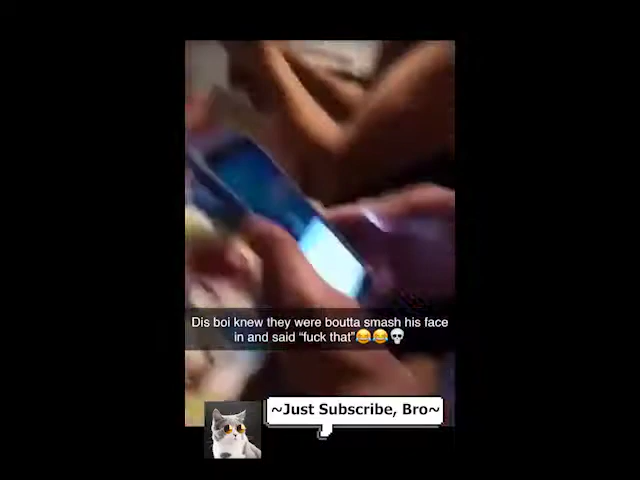 Dis boi knew they were boutta smash his face
in and said "fuck that"😂😂💀
~Just Subscribe, Bro~